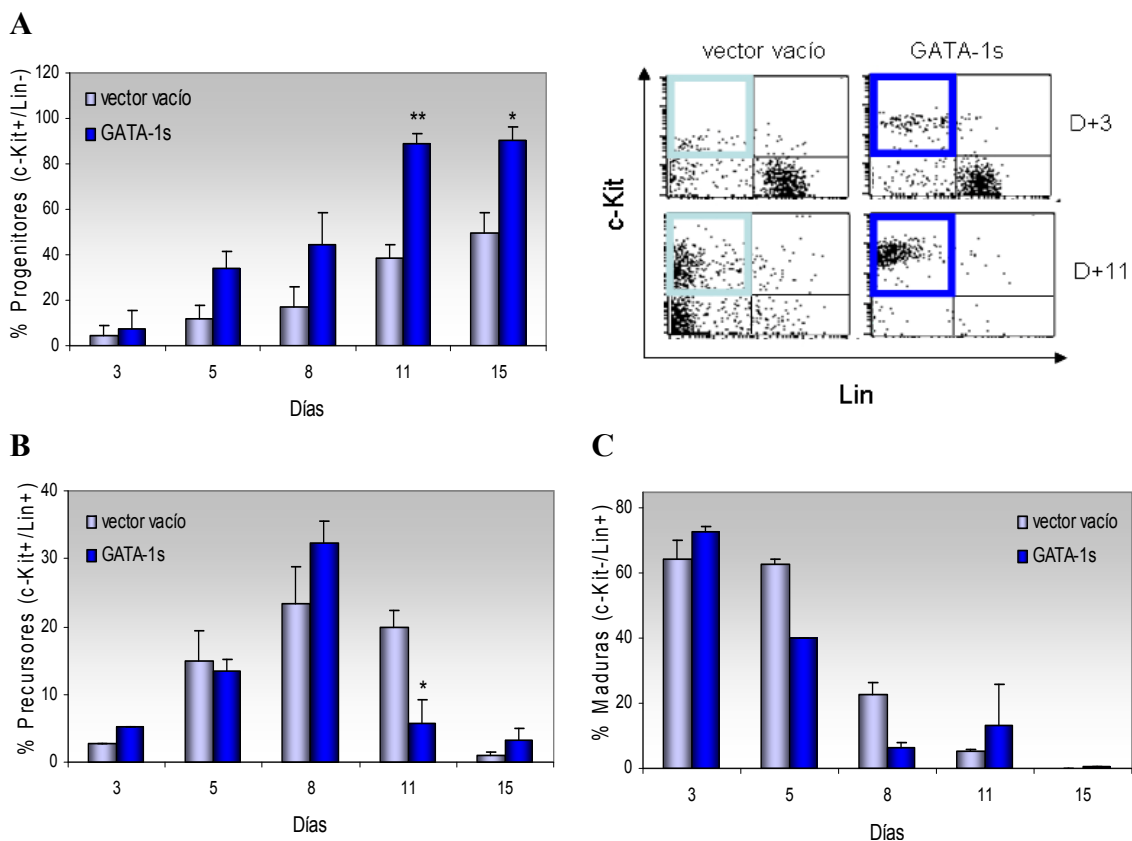 A
% Progenitores (c-Kit+/Lin-)
120
100
80
60
40
20
0
vector vacío
GATA-1s
**
*
3 5 8 11 15
Días
vector vacío GATA-1s
D+3
D+11
c-Kit
Lin
B
% Precursores (c-Kit+/Lin+)
40
30
20
10
0
vector vacío
GATA-1s
*
3 5 8 11 15
Días
C
% Maduras (c-Kit-/Lin+)
80
60
40
20
0
vector vacío
GATA-1s
3 5 8 11 15
Días